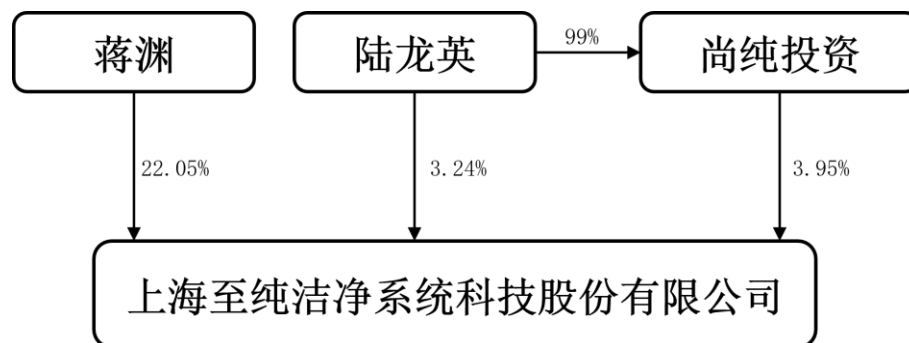 蒋渊
陆龙英
99%
尚纯投资
22.05%
3.24%
3.95%
上海至纯洁净系统科技股份有限公司